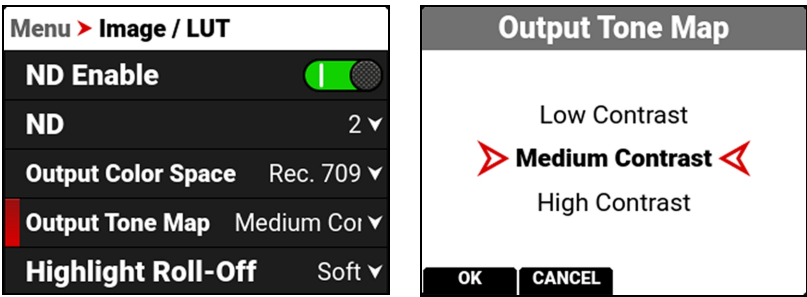 Menu > Image / LUT
ND Enable
ND 2
Output Color Space Rec. 709
Output Tone Map Medium Cor
Highlight Roll-Off Soft
Output Tone Map
Low Contrast
Medium Contrast
High Contrast
OK CANCEL